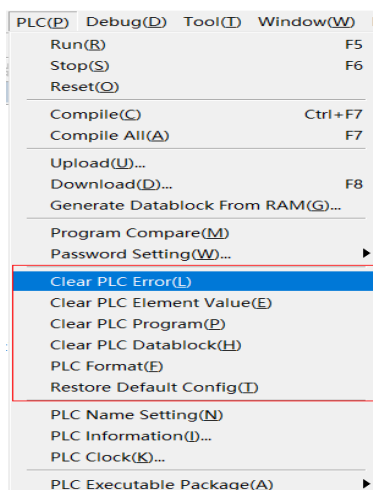 PLC(P) Debug(D) Tool(T) Window(W)
Run(R) F5
Stop(S) F6
Reset(O)
Compile(C) Ctrl+F7
Compile All(A) F7
Upload(U)...
Download(D)... F8
Generate Datablock From RAM(G)...
Program Compare(M)
Password Setting(W)...
Clear PLC Error(L)
Clear PLC Element Value(E)
Clear PLC Program(P)
Clear PLC Datablock(H)
PLC Format(F)
Restore Default Config(T)
PLC Name Setting(N)
PLC Information(I)...
PLC Clock(K)...
PLC Executable Package(A)